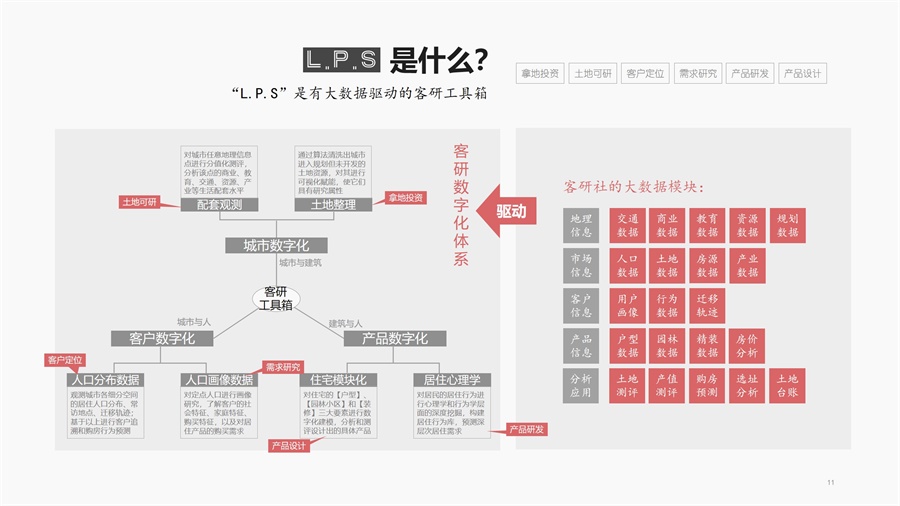 L.P.S 是什么?
“L.P.S”是有大数据驱动的客研工具箱
拿地投资
土地可研
客户定位
需求研究
产品研发
产品设计
对城市任意地理信息
点进行分值化测评，
分析该点的商业、教
育、交通、资源、产
业等生活配套水平
配套观测
土地可研
通过算法清洗出城市
进入规划但未开发的
土地资源，对其进行
可视化赋能，使它们
具有研究属性
土地整理
拿地投资
城市数字化
城市与建筑
客研
工具箱
城市与人
建筑与人
客户数字化
产品数字化
客户定位
人口分布数据
观测城市各细分空间
的居住人口分布、常
访地点、迁移轨迹；
基于以上进行客户追
溯和购房行为预测
需求研究
人口画像数据
对定点人口进行画像
研究，了解客户的社
会特征、家庭特征、
购买特征，以及对居
住产品的购买需求
住宅模块化
对住宅的【户型】、
【园林小区】和【装
修】三大要素进行数
字化建模，分析和测
评设计出的具体产品
产品设计
居住心理学
对居民的居住行为进
行心理学和行为学层
面的深度挖掘，构建
居住行为库，预测深
层次居住需求
产品研发
客研数字化体系
驱动
客研社的大数据模块：
地理信息 交通数据 商业数据 教育数据 资源数据 规划数据
市场信息 人口数据 土地数据 房源数据 产业数据
客户信息 用户画像 行为数据 迁移轨迹
产品信息 户型数据 园林数据 精装数据 房价分析
分析应用 土地测评 产值测评 购房预测 选址分析 土地台账
11